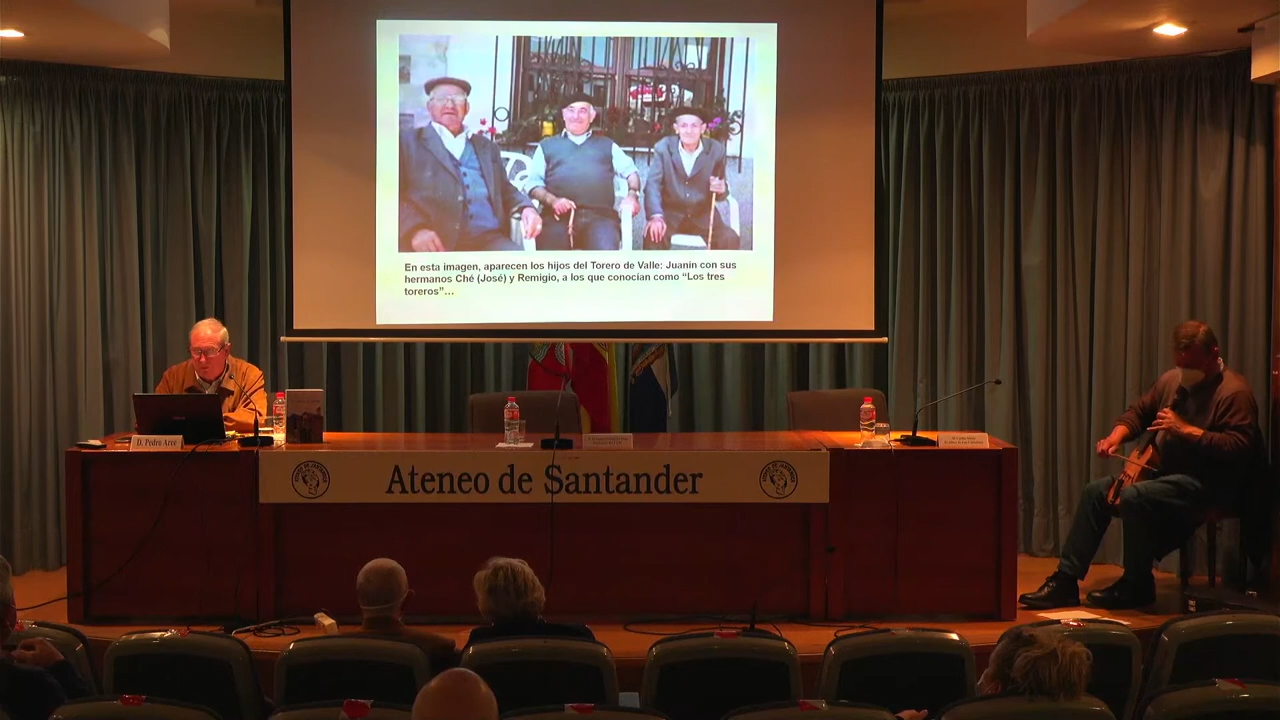 En esta imagen, aparecen los hijos del Torero de Valle: Juanín con sus
hermanos Ché (José) y Remigio, a los que conocían como “Los tres
toreros”…
D. Pedro Arce
Ateneo de Santander